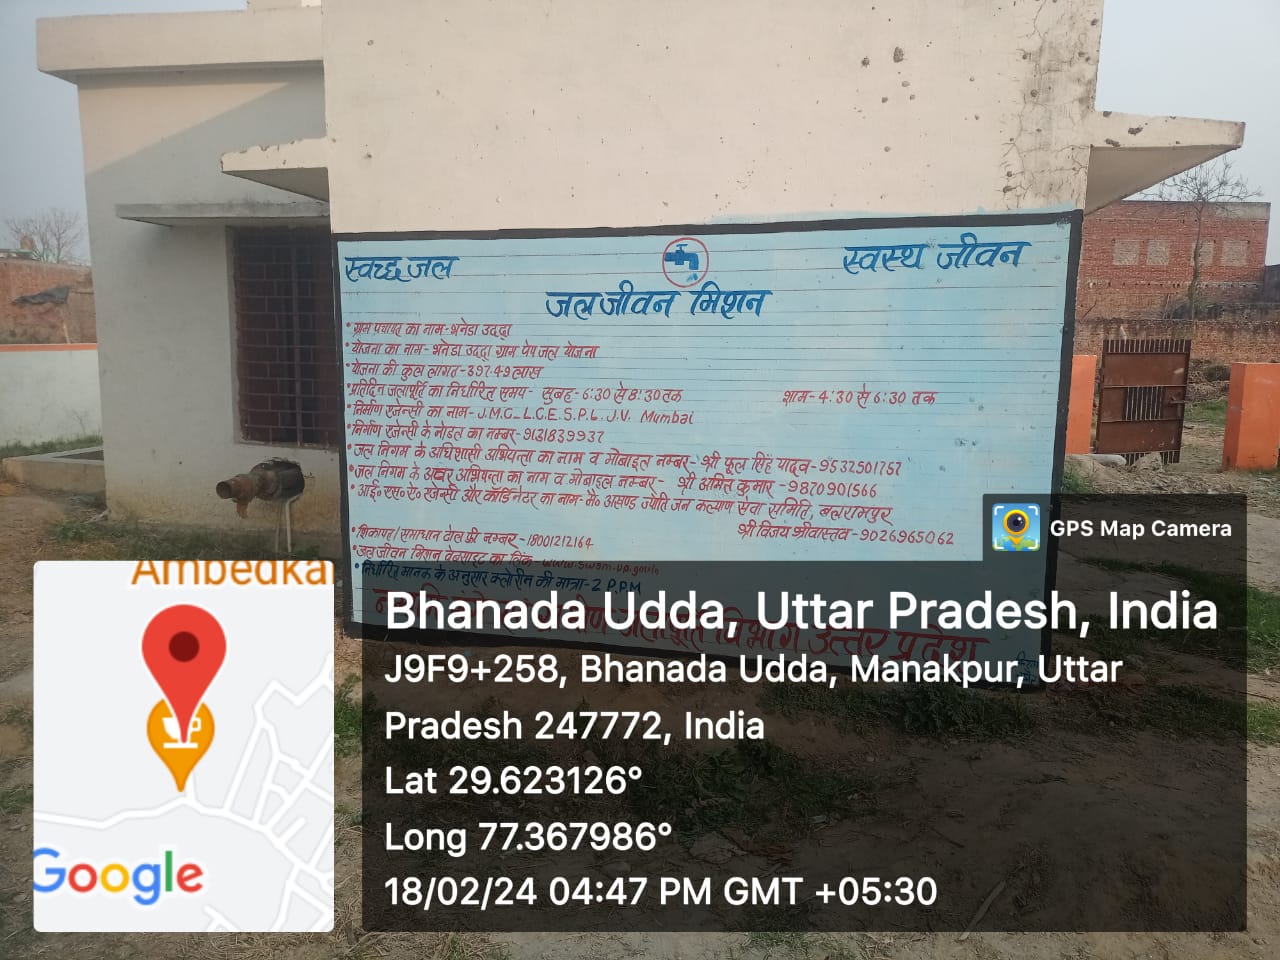 स्वच्छ जल
स्वस्थ जीवन
जल जीवन मिशन
• ग्राम पंचायत का नाम - भनेडा उद्दा
• योजना का नाम - भनेडा उद्दा ग्राम पेयजल योजना
• योजना की कुल लागत - 397.49 लाख
• प्रतिदिन जलापूर्ति का निर्धारित समय - सुबह - 6:30 से 8:30 तक शाम - 4:30 से 6:30 तक
• निर्माण एजेन्सी का नाम - J.M.C_L.C.E.S.P.L. J.V. Mumbai
• निर्माण एजेन्सी के नोडल का नम्बर - 9131839937
• जल निगम के अधिशासी अभियन्ता का नाम व मोबाइल नम्बर - श्री फूल सिंह यादव - 9532501757
• जल निगम के अवर अभियन्ता का नाम व मोबाइल नम्बर - श्री अमित कुमार - 9870901566
• आई० एस० ए० एजेन्सी और कॉर्डिनेटर का नाम - मै० अखण्ड ज्योति जन कल्याण सेवा समिति, बलरामपुर
श्री विजय श्रीवास्तव - 9026965062
• शिकायत/समाधान टोल फ्री नम्बर - 18001212164
• जल जीवन मिशन वेबसाइट का लिंक - www.swsm.up.gov.in
• निर्धारित मानक के अनुसार क्लोरीन की मात्रा - 2 P.P.M
जलापूर्ति विभाग उत्तर प्रदेश
GPS Map Camera
Ambedka
Google
Bhanada Udda, Uttar Pradesh, India
J9F9+258, Bhanada Udda, Manakpur, Uttar
Pradesh 247772, India
Lat 29.623126°
Long 77.367986°
18/02/24 04:47 PM GMT +05:30